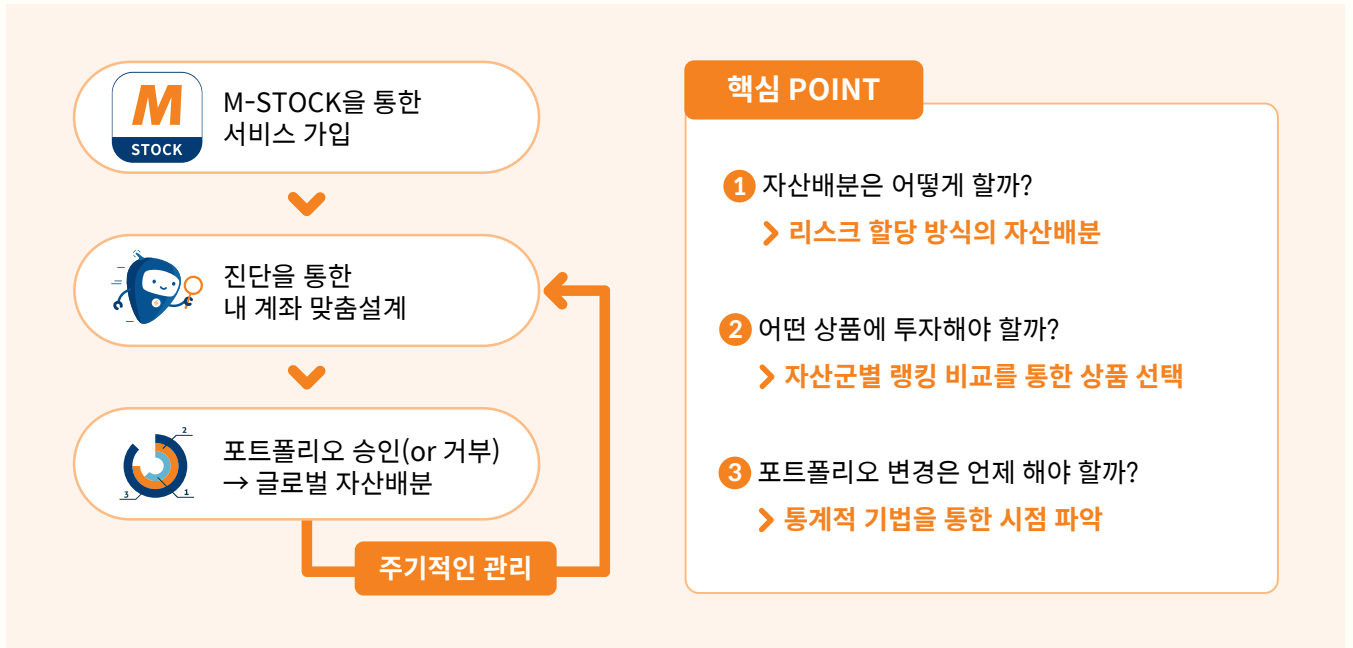 M
STOCK
M-STOCK을 통한
서비스 가입
진단을 통한
내 계좌 맞춤설계
2
3
1
포트폴리오 승인(or 거부)
→ 글로벌 자산배분
주기적인 관리
핵심 POINT
1 자산배분은 어떻게 할까?
리스크 할당 방식의 자산배분
2 어떤 상품에 투자해야 할까?
자산군별 랭킹 비교를 통한 상품 선택
3 포트폴리오 변경은 언제 해야 할까?
통계적 기법을 통한 시점 파악